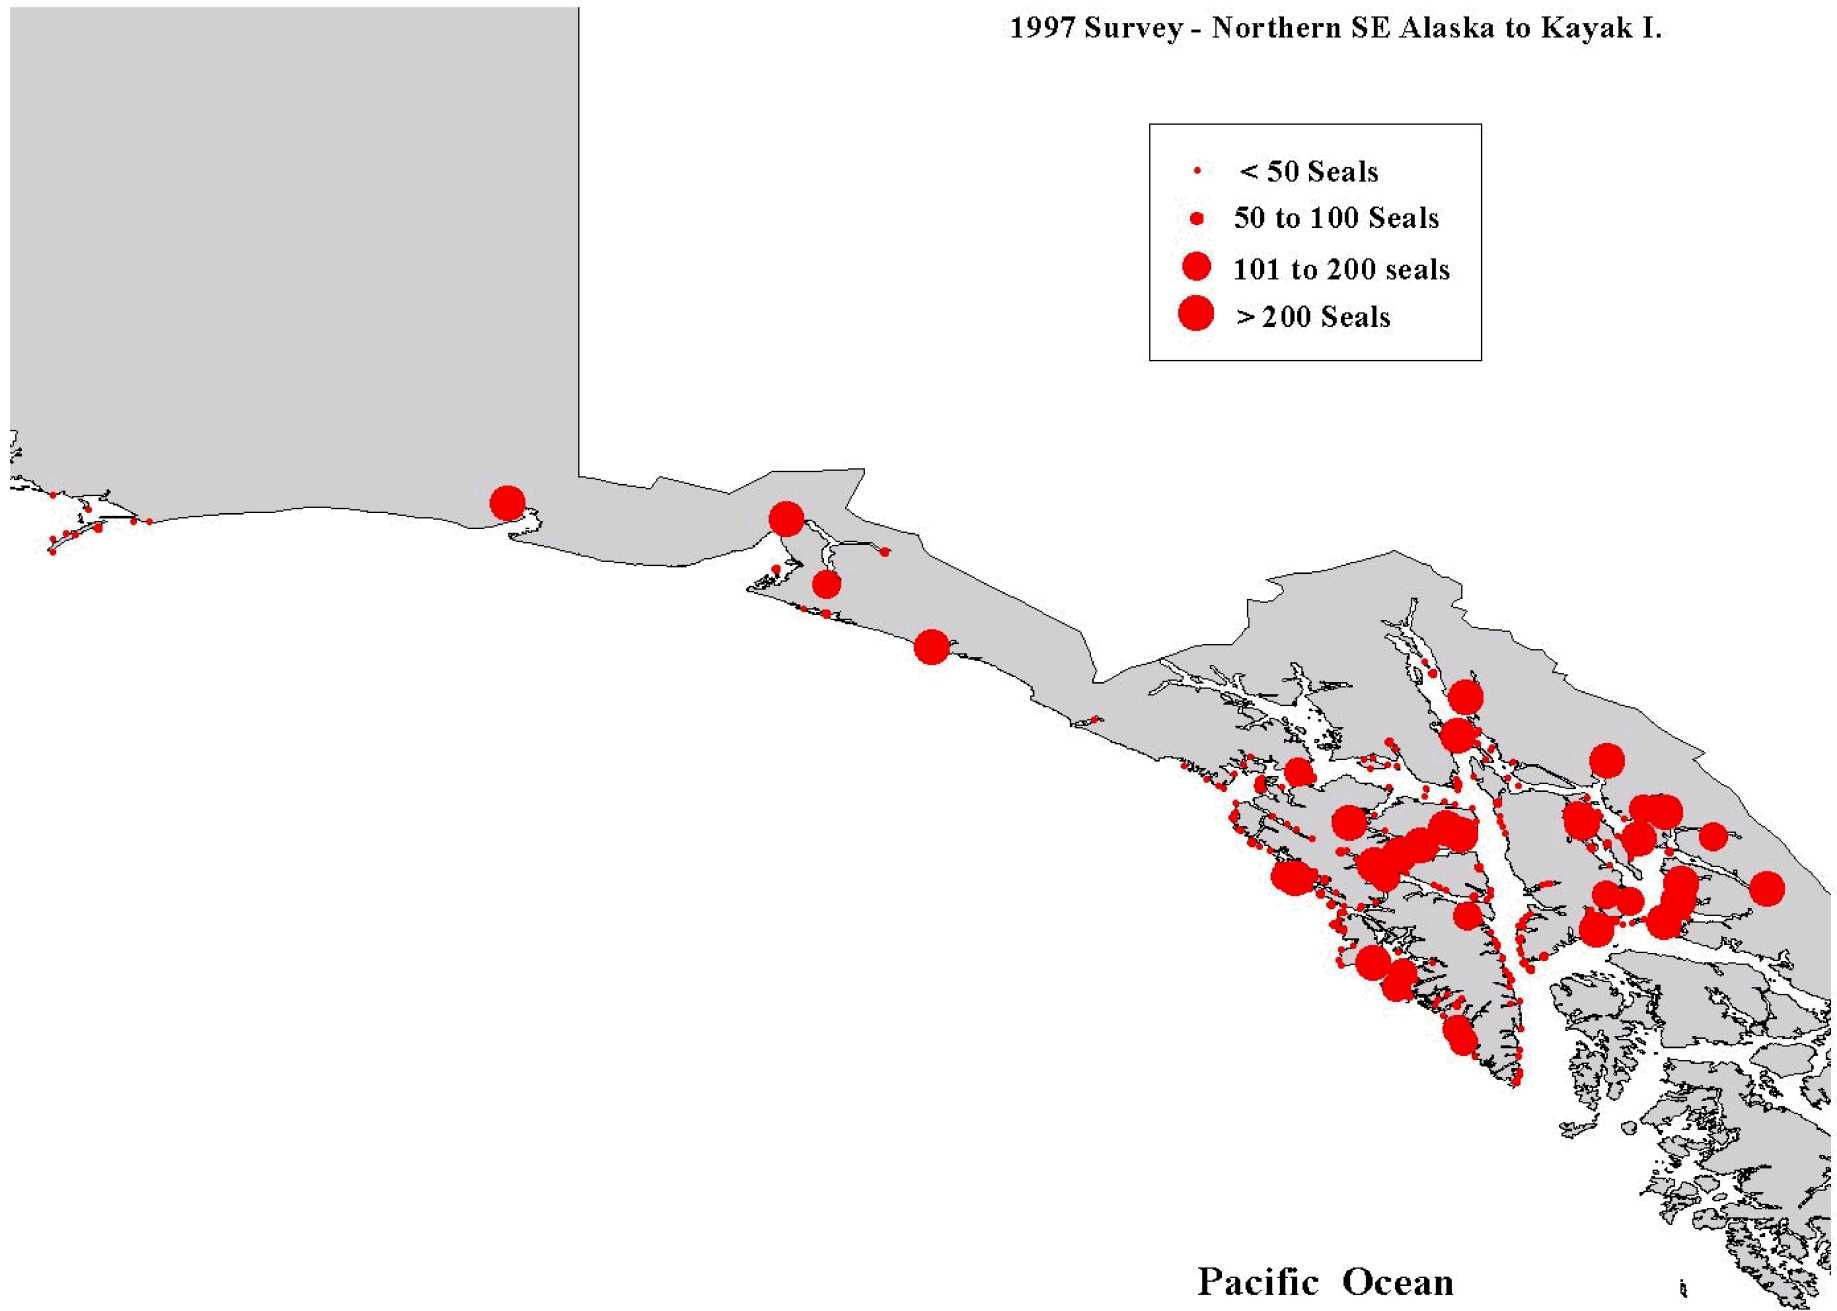 1997 Survey - Northern SE Alaska to Kayak I.
< 50 Seals
50 to 100 Seals
101 to 200 seals
> 200 Seals
Pacific Ocean